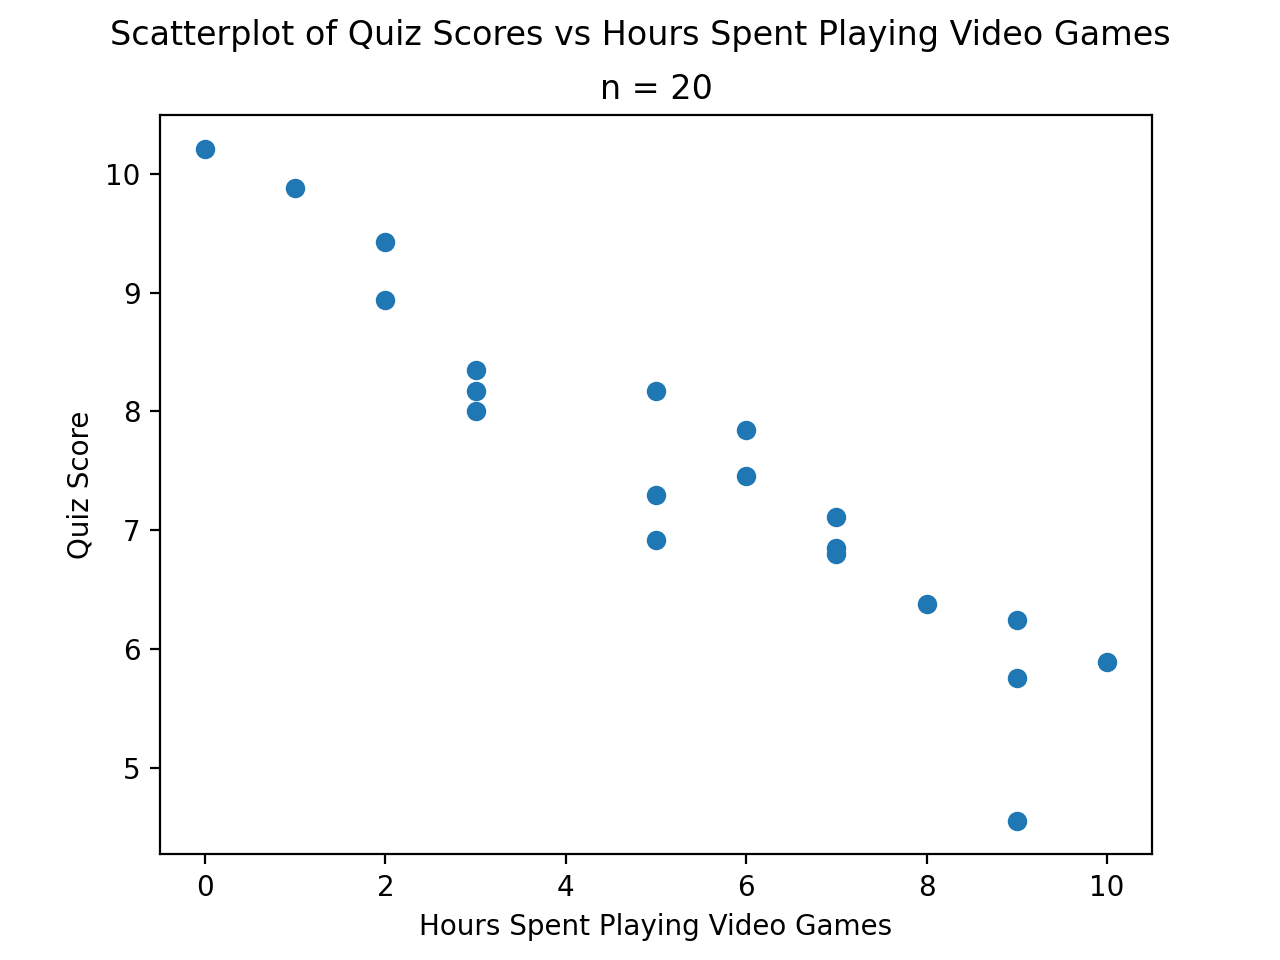 Scatterplot of Quiz Scores vs Hours Spent Playing Video Games
n = 20
10
9
8
7
6
5
Quiz Score
0 2 4 6 8 10
Hours Spent Playing Video Games